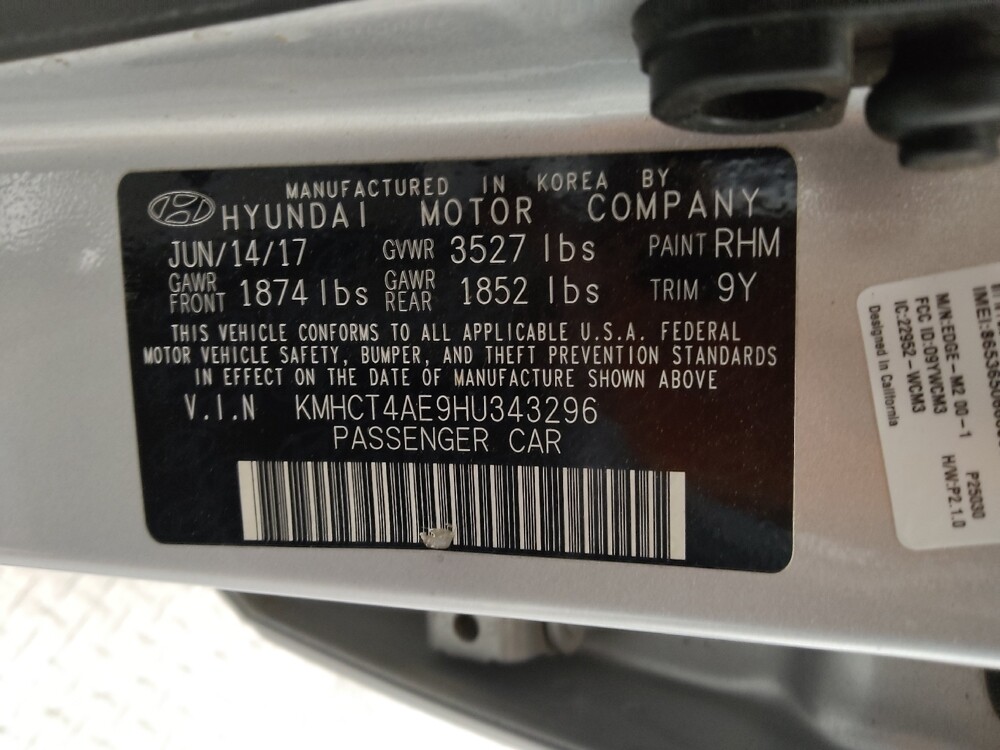 MANUFACTURED IN KOREA BY
HYUNDAI MOTOR COMPANY
JUN/14/17 GVWR 3527 lbs PAINT RHM
GAWR FRONT 1874 lbs GAWR REAR 1852 lbs TRIM 9Y
THIS VEHICLE CONFORMS TO ALL APPLICABLE U.S.A. FEDERAL
MOTOR VEHICLE SAFETY, BUMPER, AND THEFT PREVENTION STANDARDS
IN EFFECT ON THE DATE OF MANUFACTURE SHOWN ABOVE
V.I.N KMHCT4AE9HU343296
PASSENGER CAR
M/N:EDGE-M2 00-1 P25030
FCC ID:09YWCM3 H/W:P2.1.0
IC:22952-WCM3
Designed in California